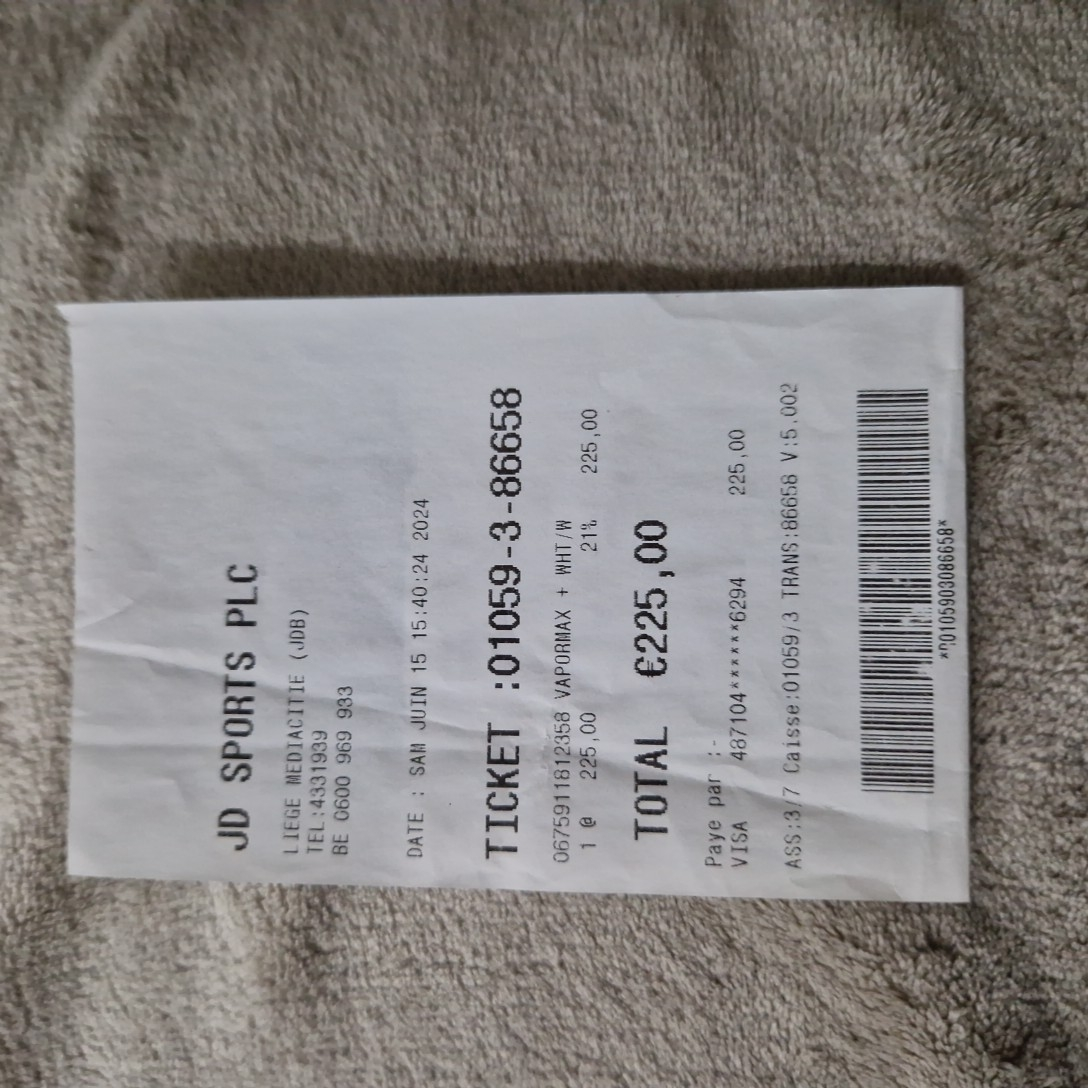 JD SPORTS PLC
LIEGE MEDIACITIE (JDB)
TEL:4331939
BE 0600 969 933
DATE : SAM JUIN 15 15:40:24 2024
TICKET :01059-3-86658
0675911812358 VAPORMAX + WHT/W
1 @ 225,00 21% 225,00
TOTAL €225,00
Paye par :-
VISA 487104******6294 225,00
ASS:3/7 Caisse:01059/3 TRANS:86658 V:5.002
*n;0105903086658*